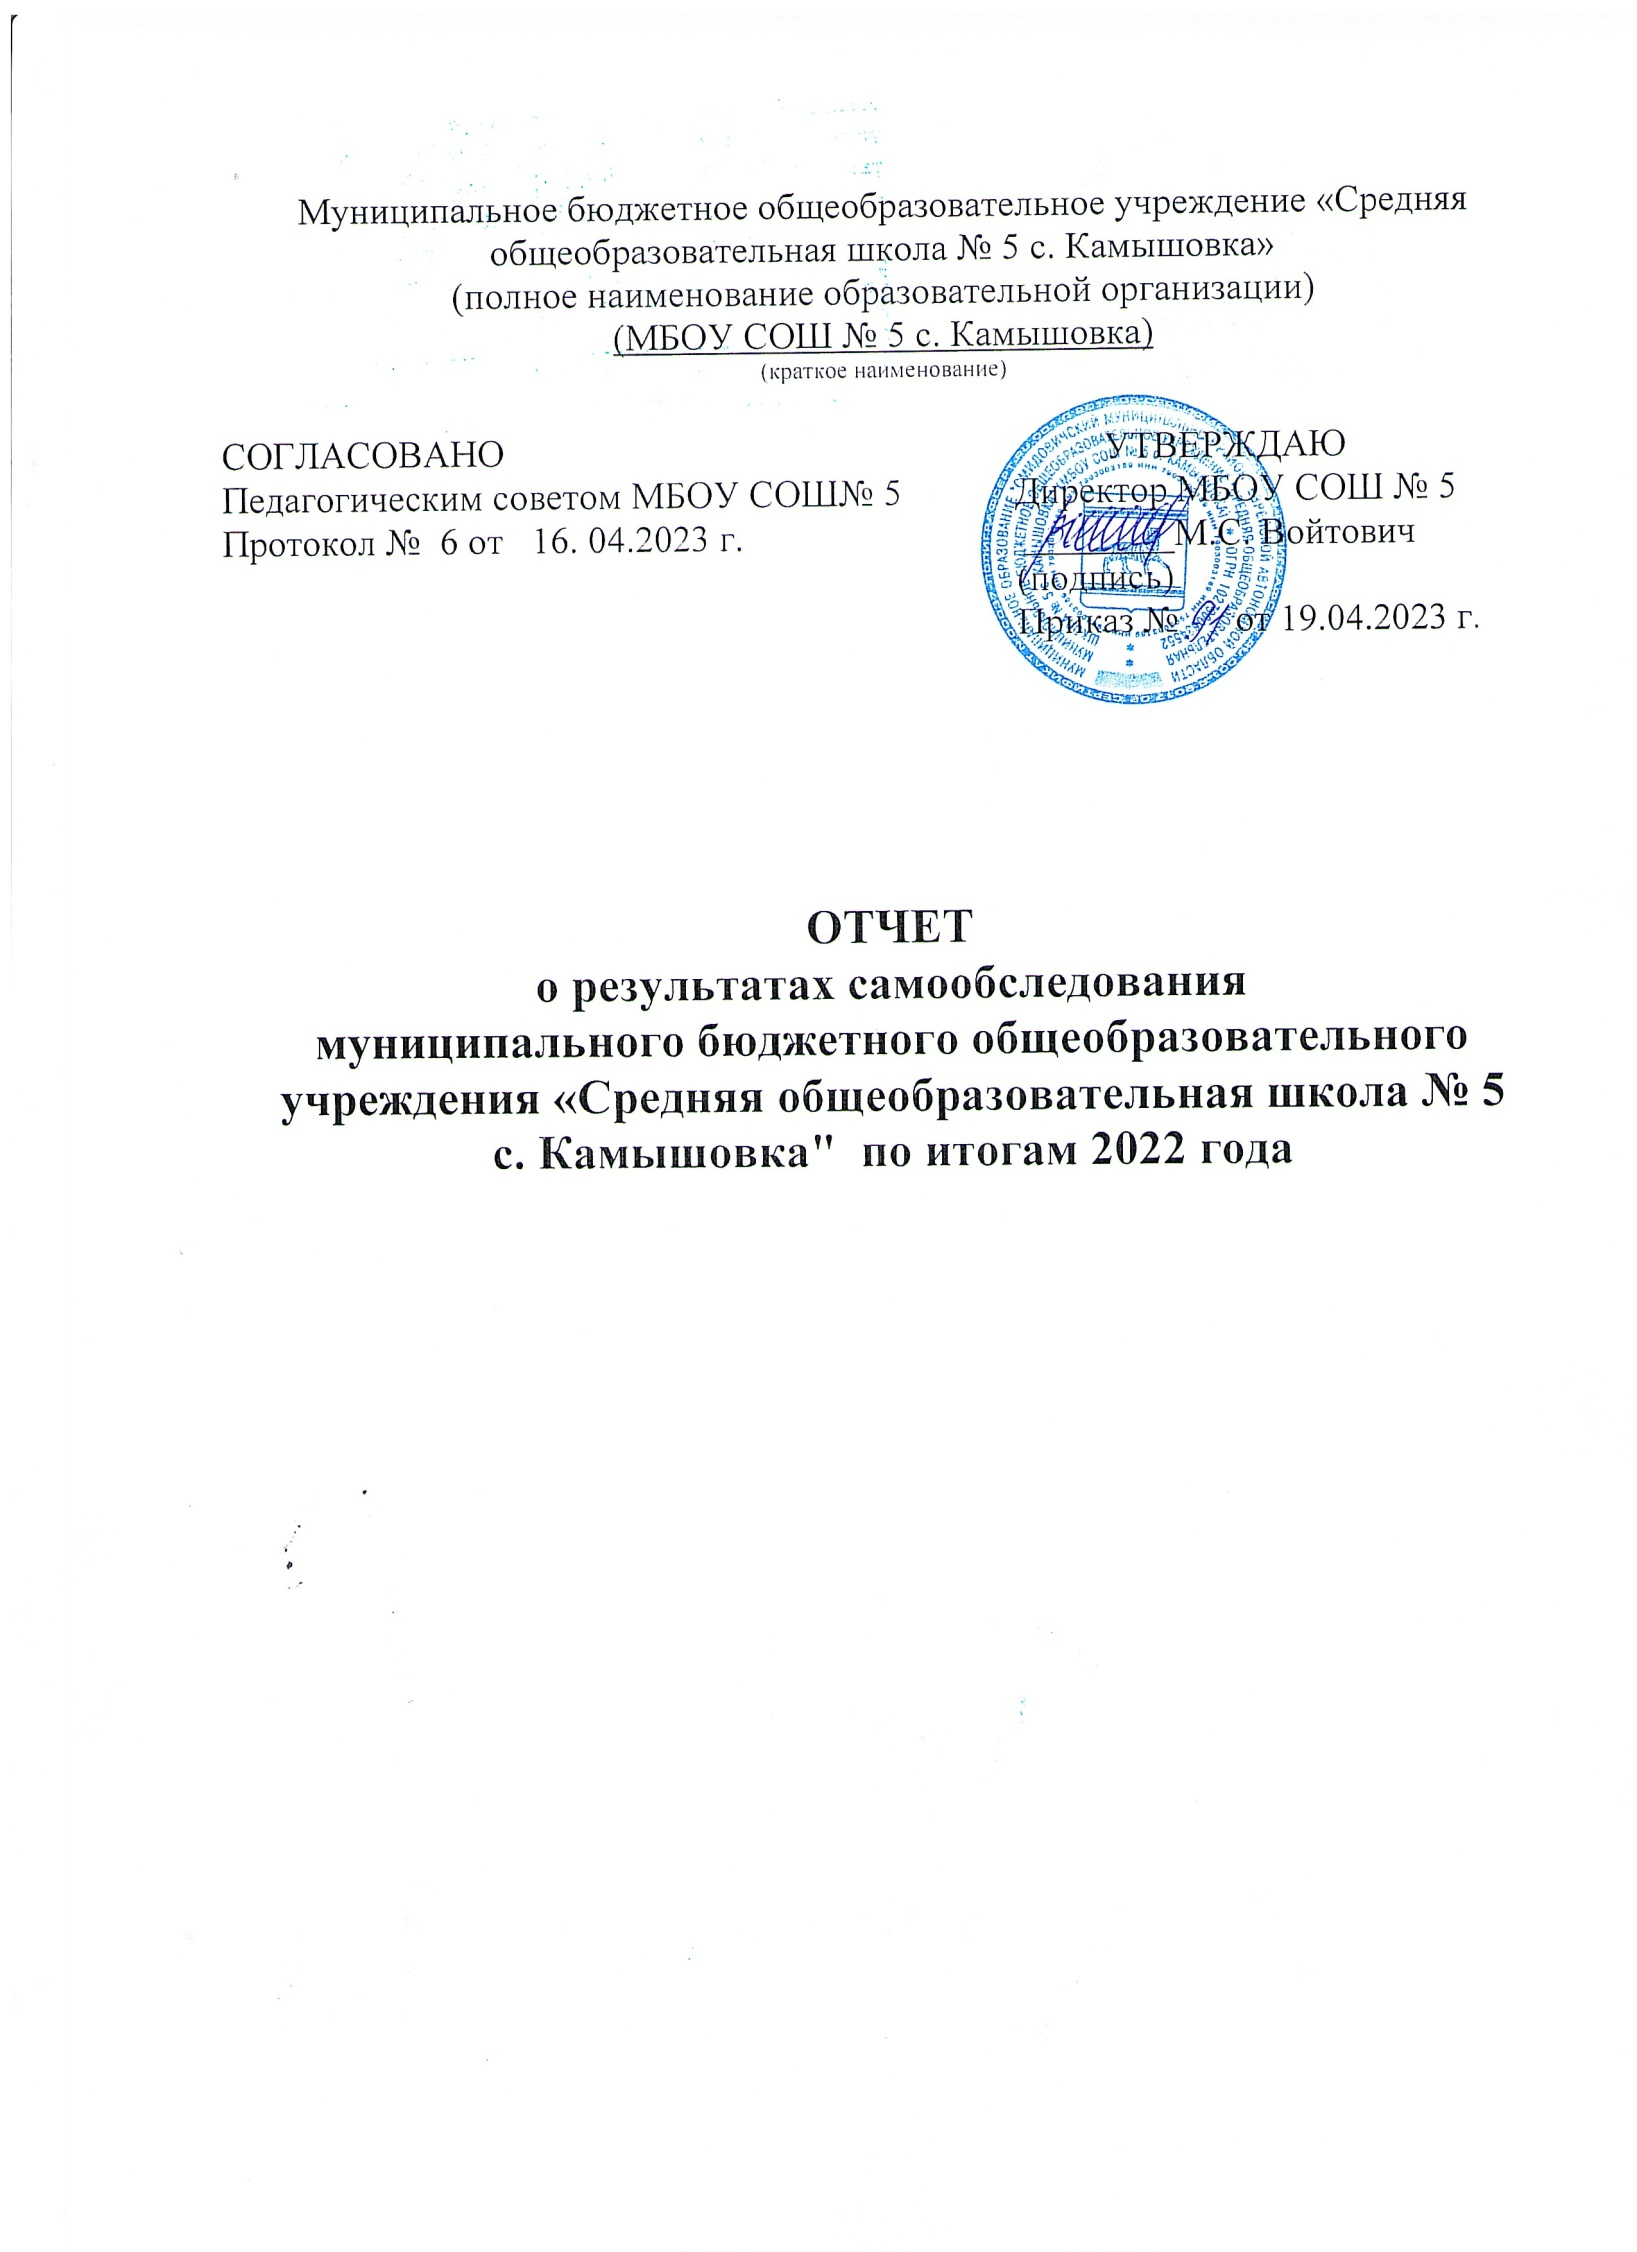 Муниципальное бюджетное общеобразовательное учреждение «Средняя
общеобразовательная школа № 5 с. Камышовка»
(полное наименование образовательной организации)
(МБОУ СОШ № 5 с. Камышовка)
(краткое наименование)
СОГЛАСОВАНО
Педагогическим советом МБОУ СОШ№ 5
Протокол № 6 от 16. 04.2023 г.
УТВЕРЖДАЮ
Директор МБОУ СОШ № 5
М.С. Войтович
(подпись)
Приказ № от 19.04.2023 г.
ОТЧЕТ
о результатах самообследования
муниципального бюджетного общеобразовательного
учреждения «Средняя общеобразовательная школа № 5
с. Камышовка" по итогам 2022 года